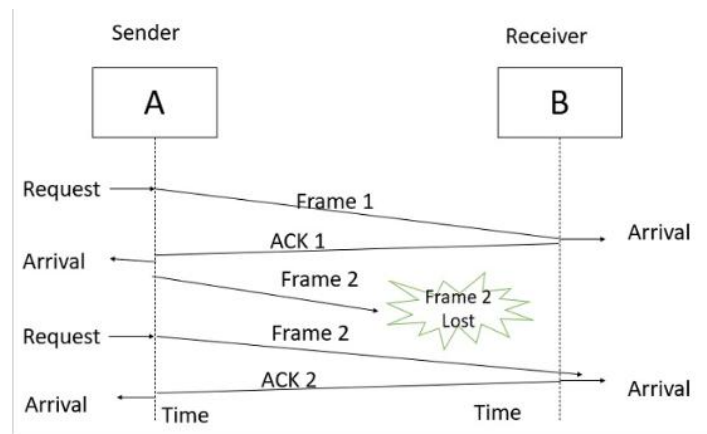 Sender
Receiver
A
B
Request
Frame 1
Arrival
ACK 1
Arrival
Frame 2
Frame 2
Lost
Request
Frame 2
ACK 2
Arrival
Arrival
Time
Time